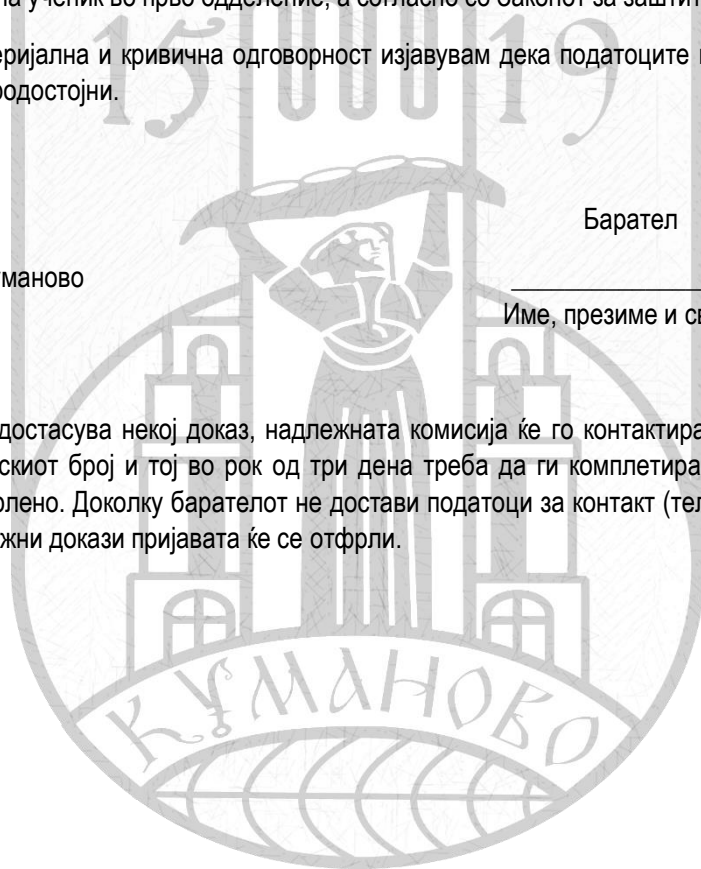 на ученик во прво одделение, а согласно со Законот за заштит
еријална и кривична одговорност изјавувам дека податоците
родостојни.
15 19
Барател
уманово
Име, презиме и св
достасува некој доказ, надлежната комисија ќе го контактира
скиот број и тој во рок од три дена треба да ги комплетира
лено. Доколку барателот не достави податоци за контакт (тел
жни докази пријавата ќе се отфрли.
КУМАНОВО